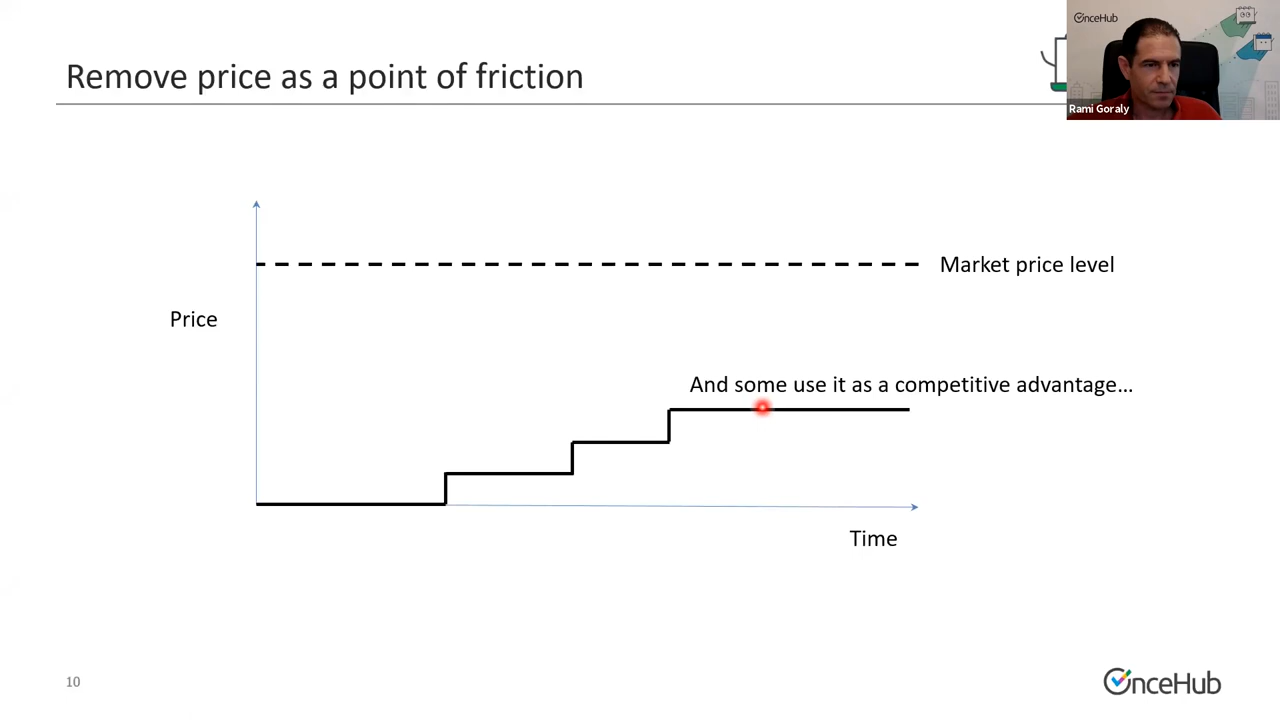 Remove price as a point of friction
OnceHub
Rami Goraly
Market price level
Price
And some use it as a competitive advantage…
Time
10
OnceHub